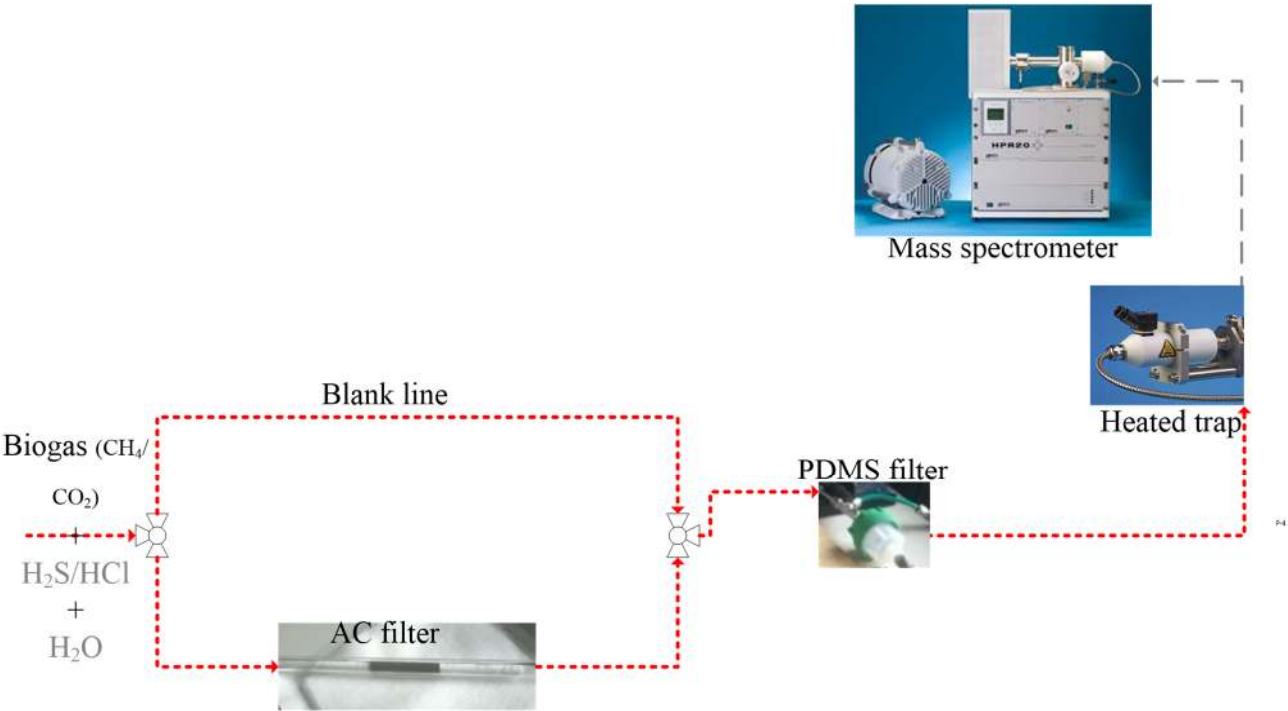 HPR20
Mass spectrometer
Heated trap
Blank line
Biogas (CH₄/
CO₂)
+
H₂S/HCl
+
H₂O
PDMS filter
AC filter